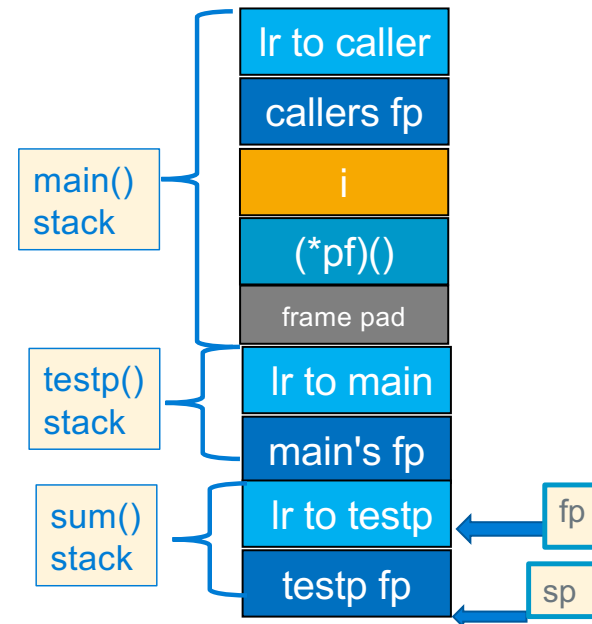 lr to caller
callers fp
main()
stack
i
(*pf)()
frame pad
testp()
stack
lr to main
main's fp
sum()
stack
lr to testp
fp
testp fp
sp